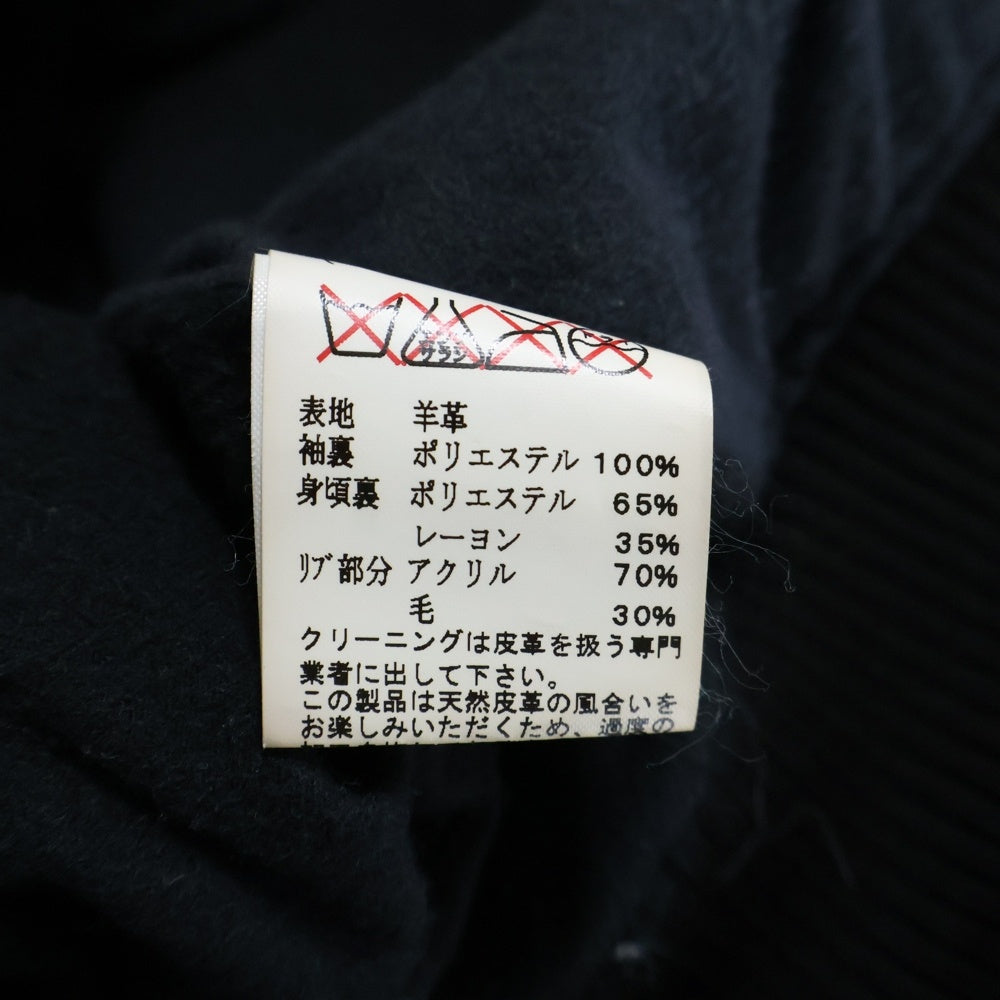 表地 羊革
袖裏 ポリエステル 100%
身頃裏 ポリエステル 65%
レーヨン 35%
リブ部分 アクリル 70%
毛 30%
クリーニングは皮革を扱う専門
業者に出して下さい。
この製品は天然皮革の風合いを
お楽しみいただくため、過度の